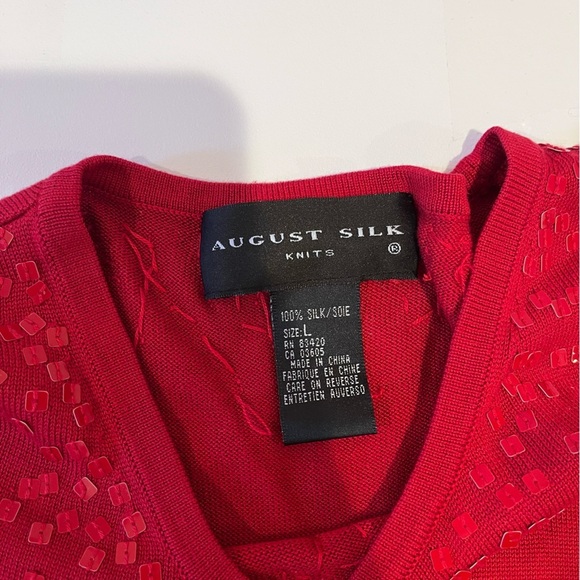 AUGUST SILK
KNITS ®
100% SILK/SOIE
SIZE: L
RN 83420
CA 03605
MADE IN CHINA
FABRIQUE EN CHINE
CARE ON REVERSE
ENTRETIEN AUVERSO